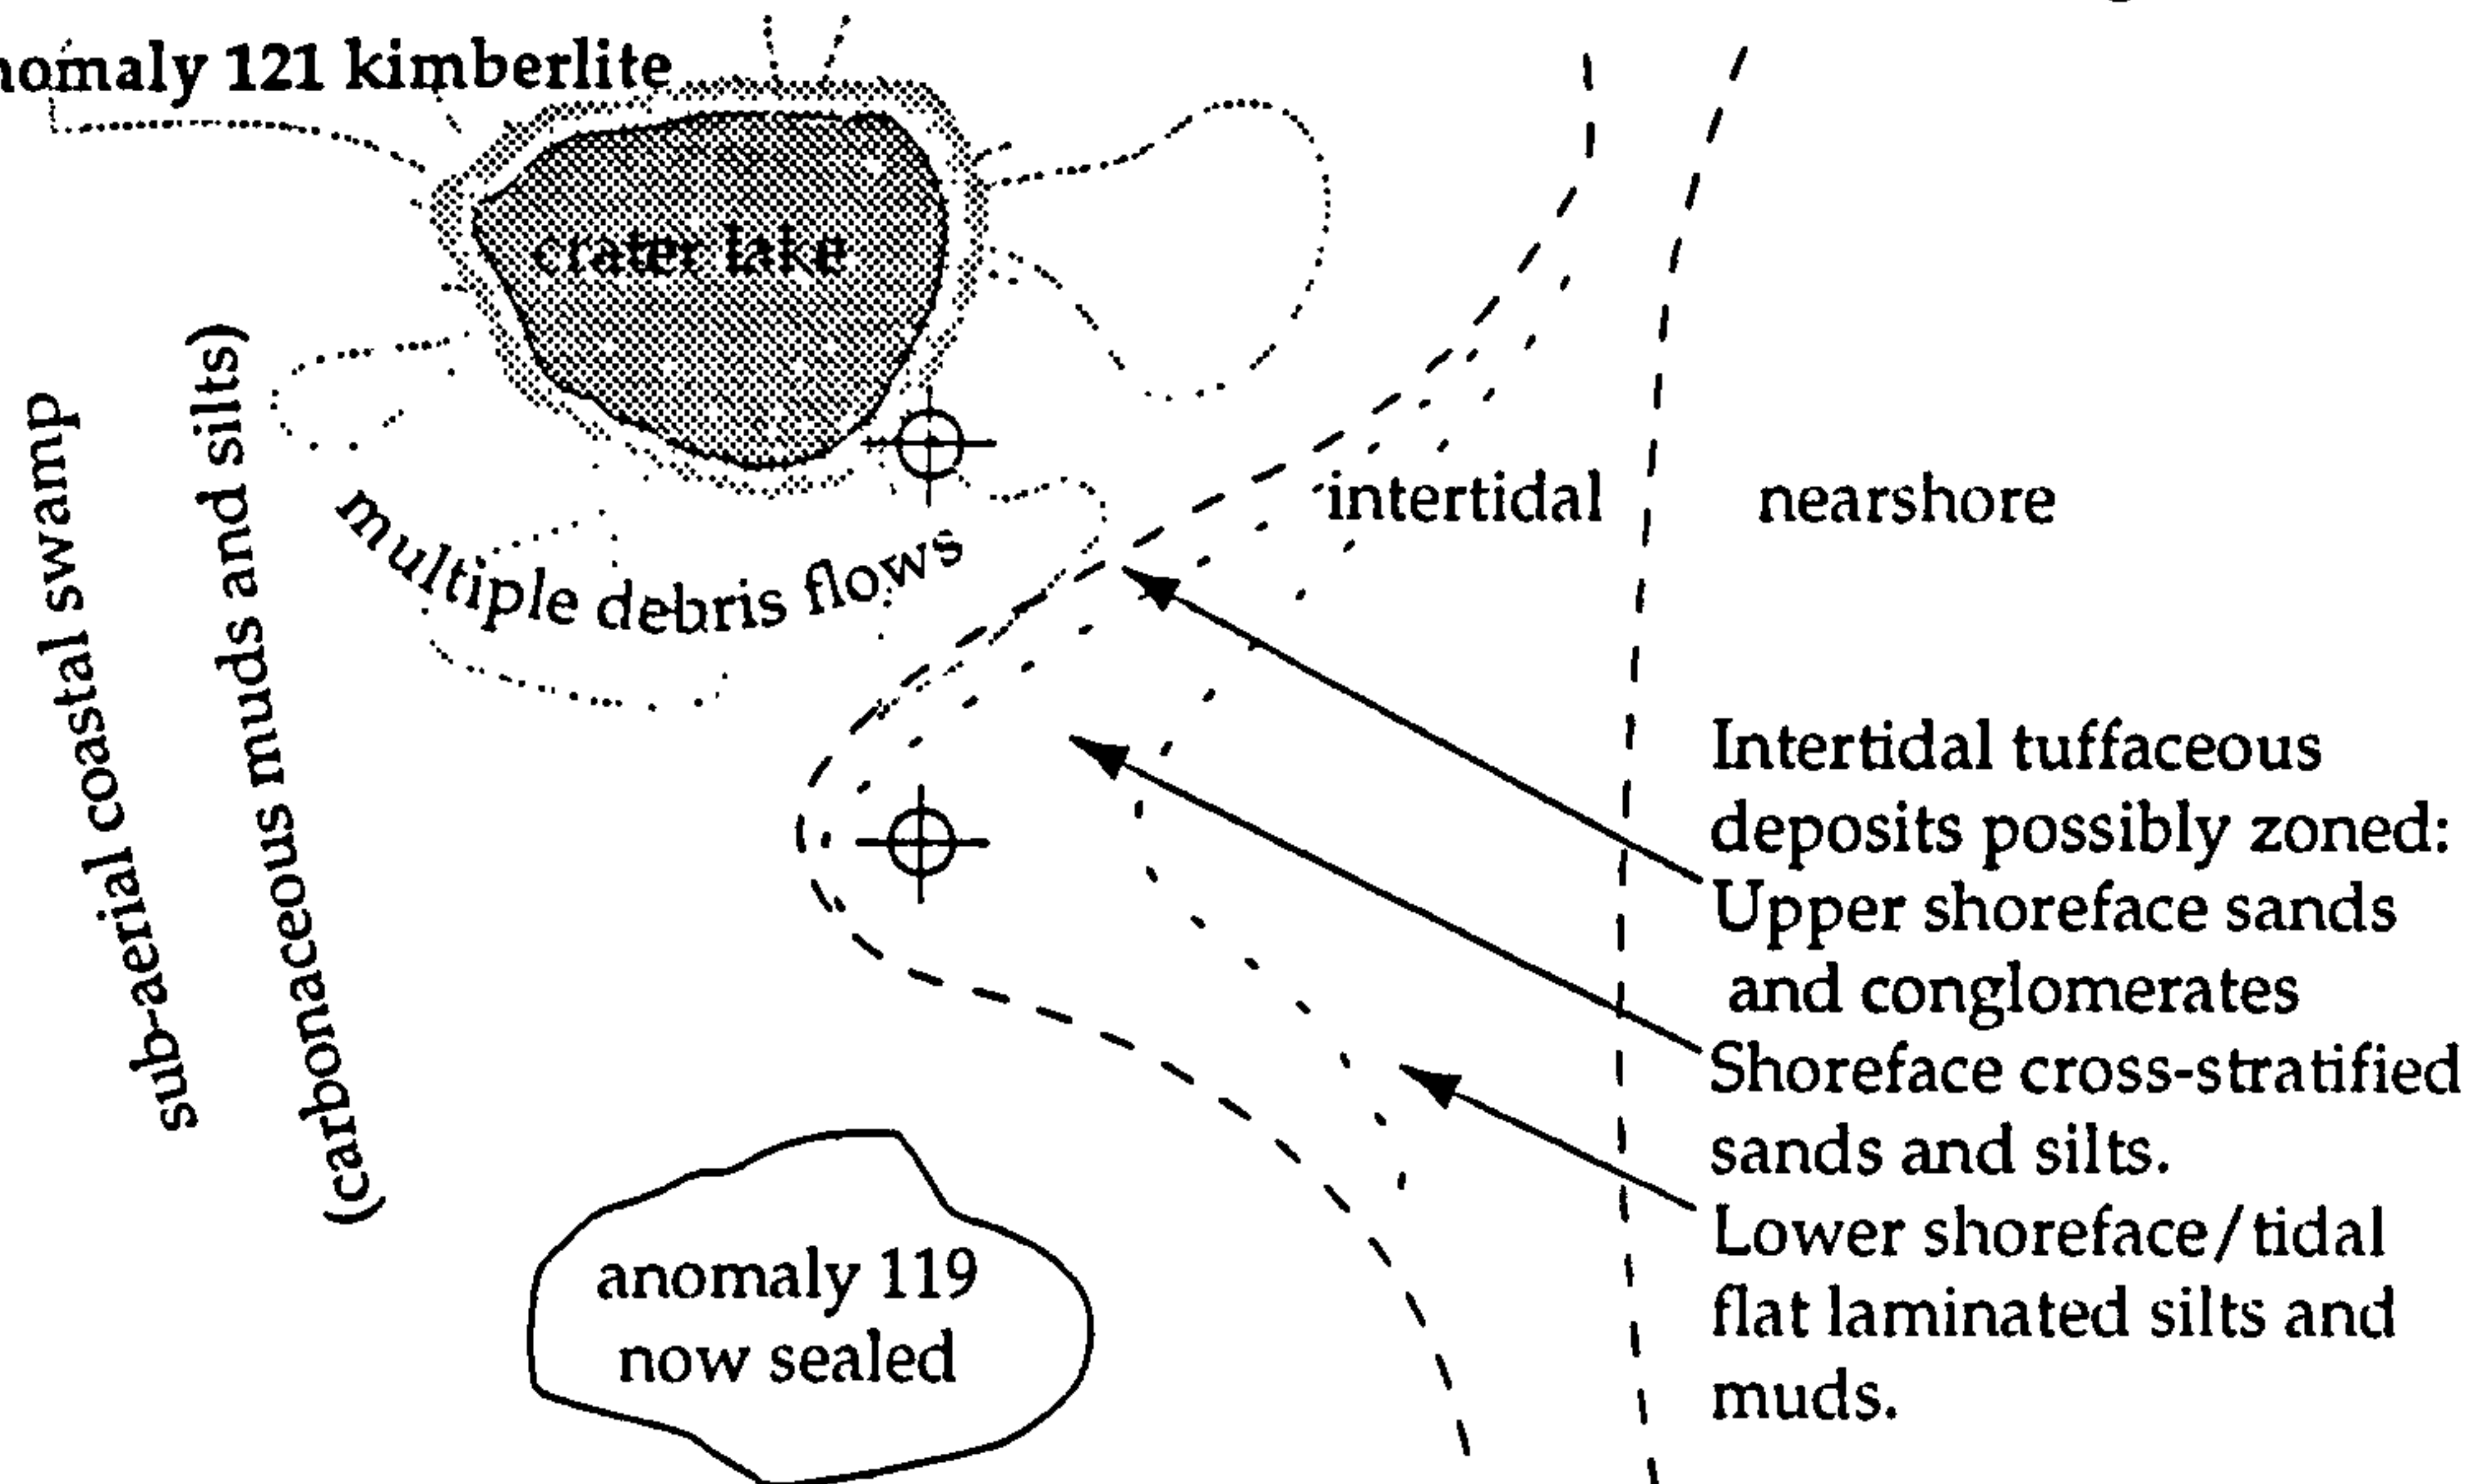 nomaly 121 kimberlite
crater lake
sub-aerial coastal swamp
(carbonaceous muds and silts)
multiple debris flows
intertidal
nearshore
Intertidal tuffaceous
deposits possibly zoned:
Upper shoreface sands
and conglomerates
Shoreface cross-stratified
sands and silts.
Lower shoreface/tidal
flat laminated silts and
muds.
anomaly 119
now sealed